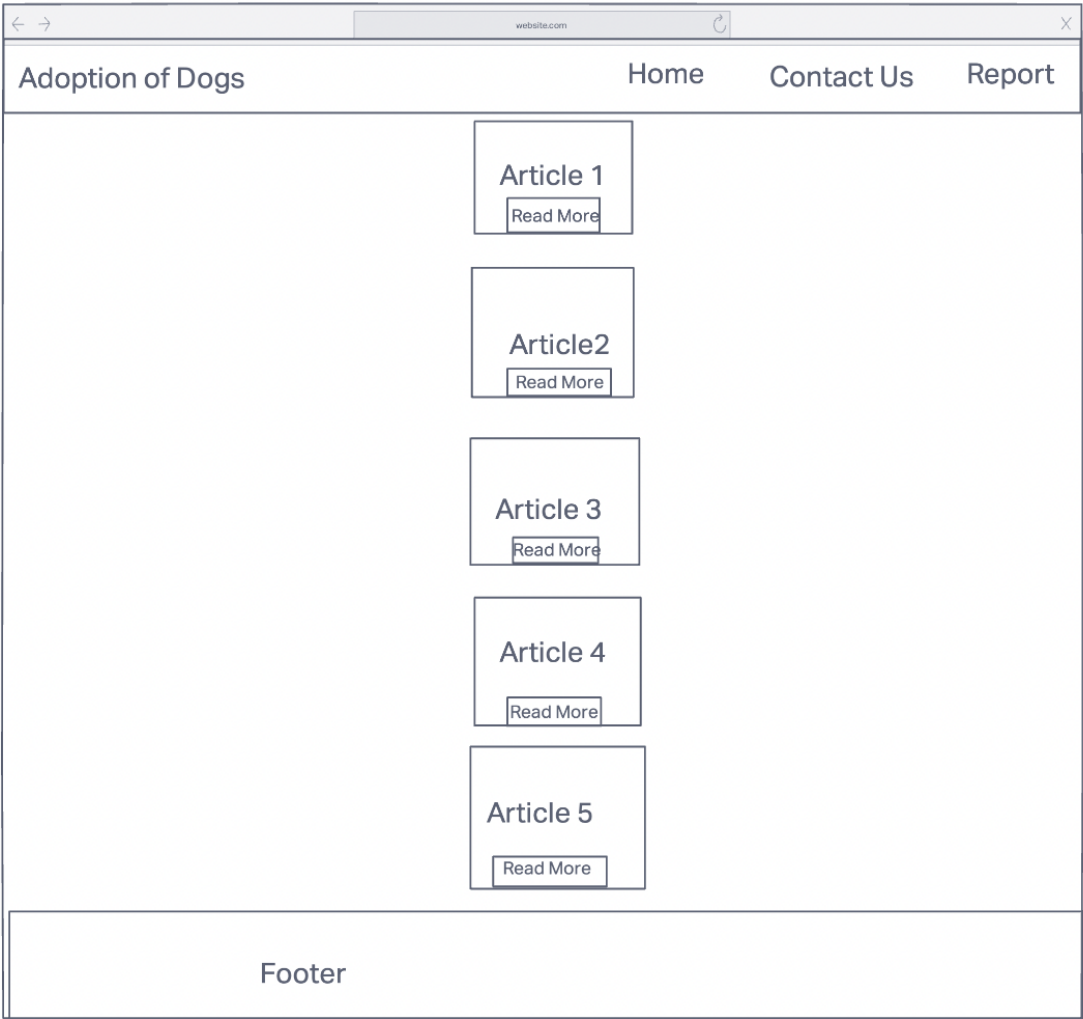 website.com
X
Adoption of Dogs Home Contact Us Report
Article 1
Read More
Article2
Read More
Article 3
Read More
Article 4
Read More
Article 5
Read More
Footer